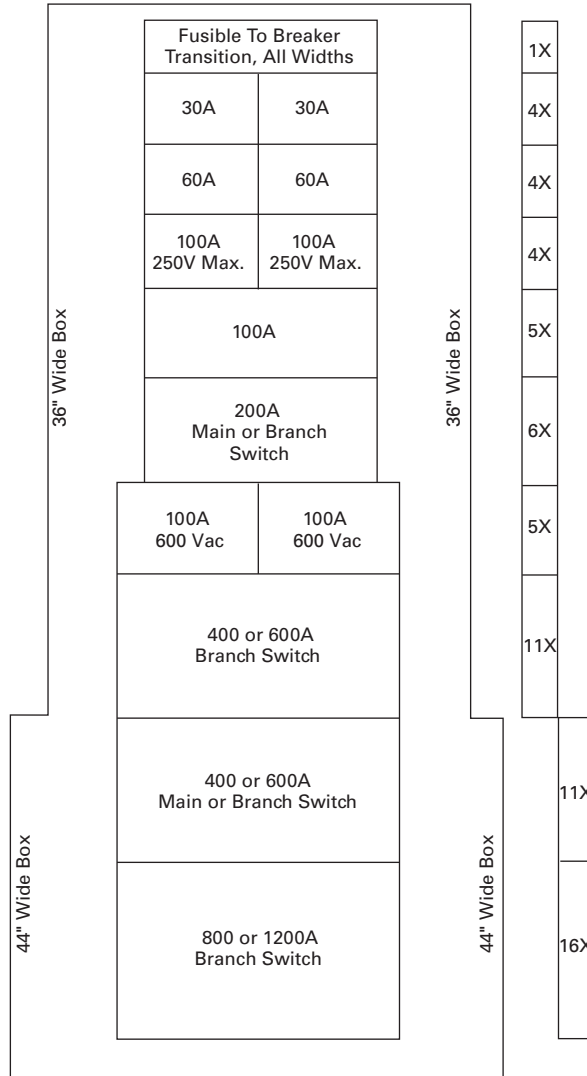 Fusible To Breaker
Transition, All Widths
1X
30A
30A
4X
60A
60A
4X
100A
250V Max.
100A
250V Max.
4X
36" Wide Box
36" Wide Box
100A
5X
200A
Main or Branch
Switch
6X
100A
600 Vac
100A
600 Vac
5X
400 or 600A
Branch Switch
11X
400 or 600A
Main or Branch Switch
11X
44" Wide Box
44" Wide Box
800 or 1200A
Branch Switch
16X